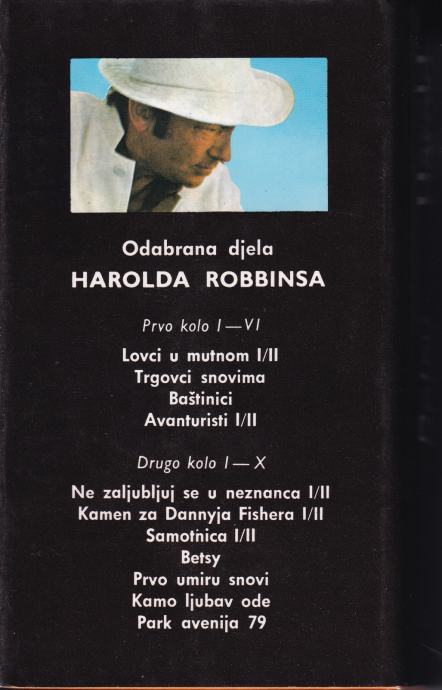 Odabrana djela
HAROLDA ROBBINSA
Prvo kolo I—VI
Lovci u mutnom I/II
Trgovci snovima
Baštinici
Avanturisti I/II
Drugo kolo I—X
Ne zaljubljuj se u neznanca I/II
Kamen za Dannyja Fishera I/II
Samotnica I/II
Betsy
Prvo umiru snovi
Kamo ljubav ode
Park avenija 79